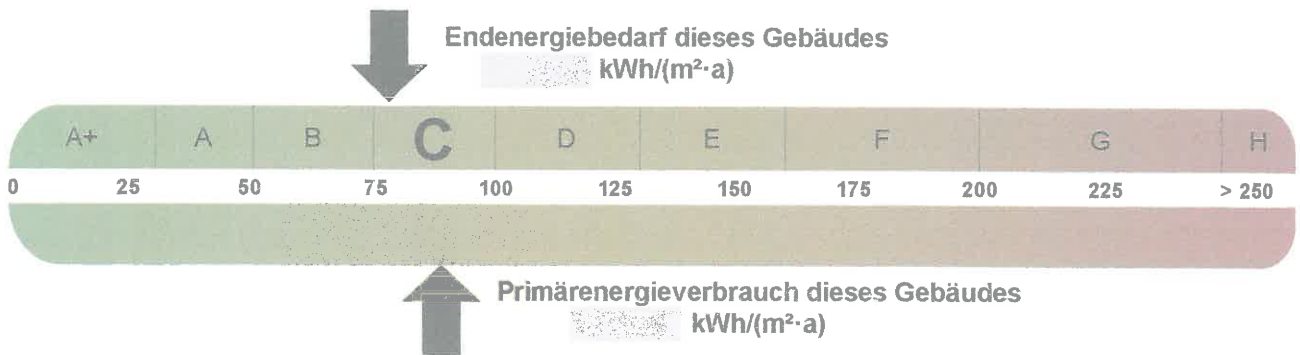 Endenergiebedarf dieses Gebäudes
kWh/(m²·a)
A+ A B C D E F G H
0 25 50 75 100 125 150 175 200 225 > 250
Primärenergieverbrauch dieses Gebäudes
kWh/(m²·a)